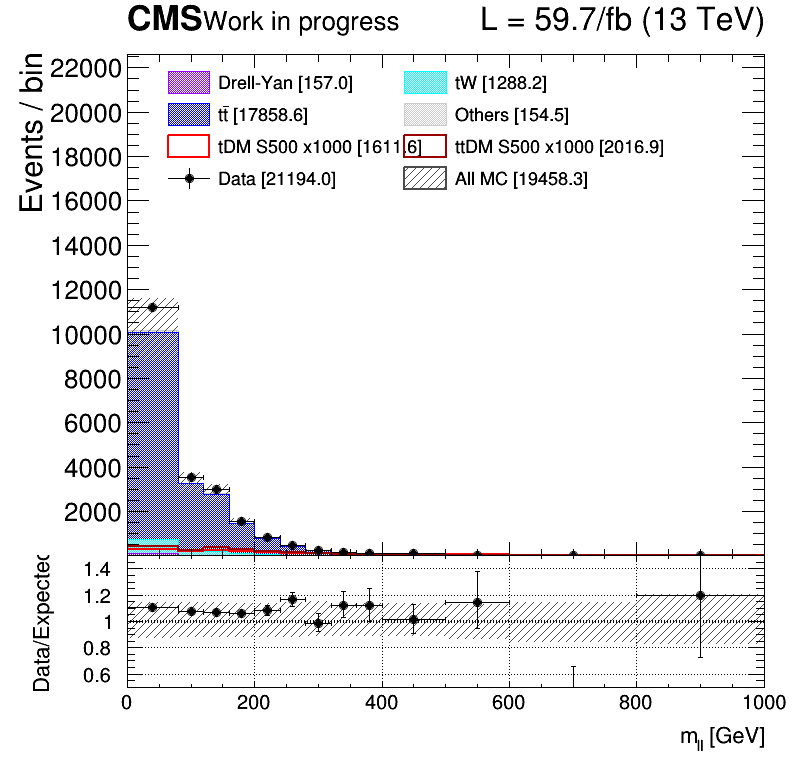 CMS Work in progress L = 59.7/fb (13 TeV)
Events / bin
22000
20000
18000
16000
14000
12000
10000
8000
6000
4000
2000
Drell-Yan [157.0] tW [1288.2]
tt̄ [17858.6] Others [154.5]
tDM S500 x1000 [1611.6] ttDM S500 x1000 [2016.9]
Data [21194.0] All MC [19458.3]
Data/Expected
1.4
1.2
1
0.8
0.6
0 200 400 600 800 1000
m_ll [GeV]